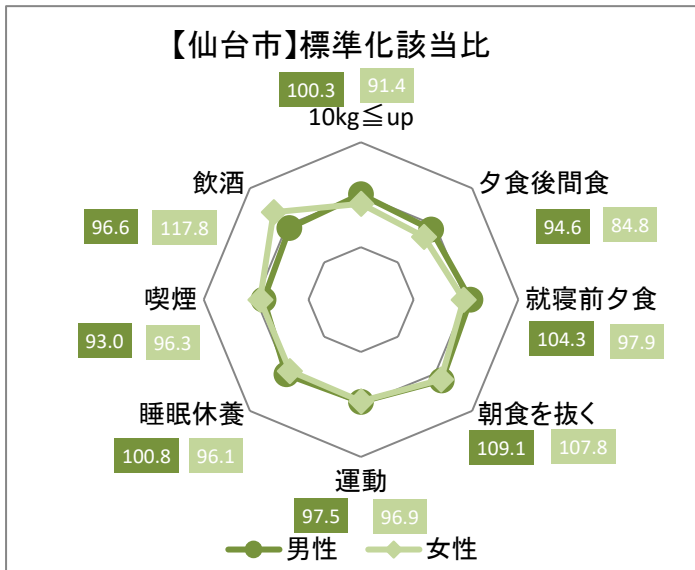 【仙台市】標準化該当比
100.3 91.4
10kg≦up
飲酒 夕食後間食
96.6 117.8 94.6 84.8
喫煙 就寝前夕食
93.0 96.3 104.3 97.9
睡眠休養 朝食を抜く
100.8 96.1 109.1 107.8
運動
97.5 96.9
男性 女性